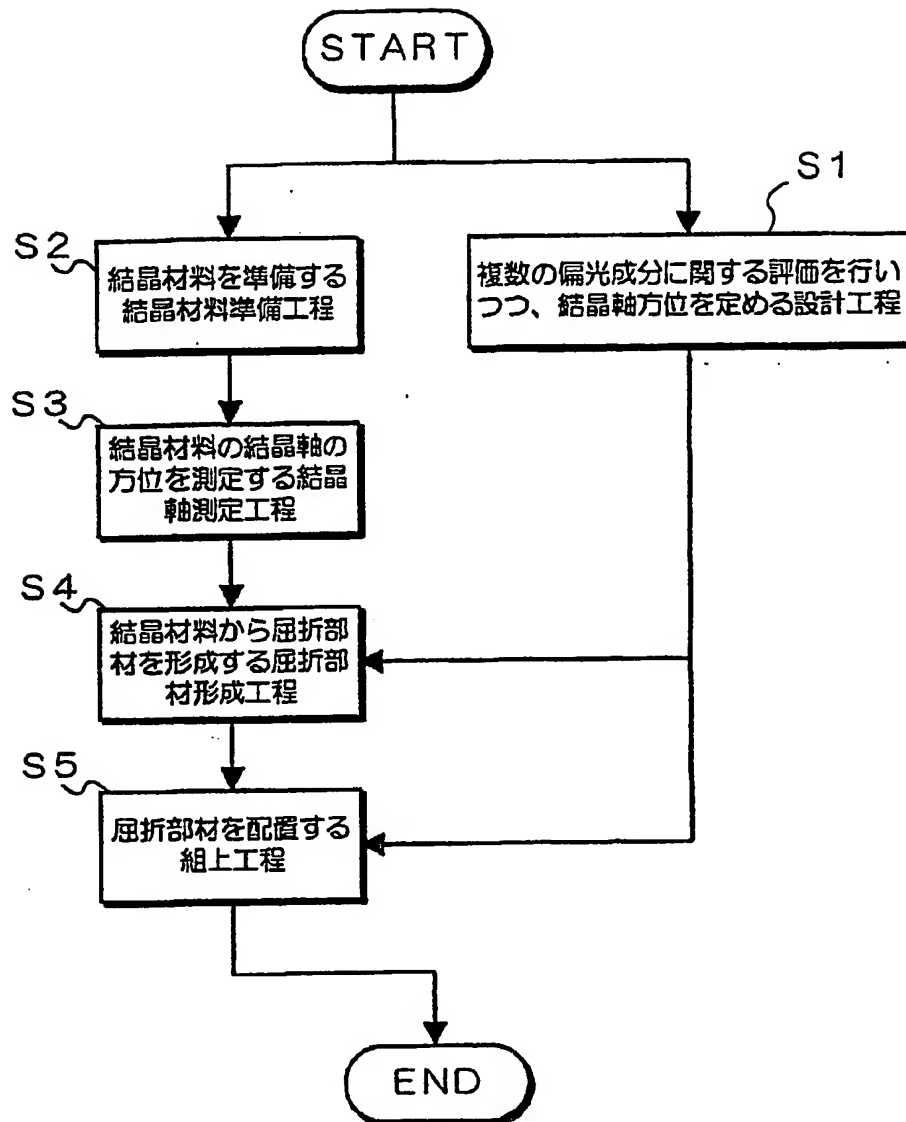 START
S1
複数の偏光成分に関する評価を行い
つつ、結晶軸方位を定める設計工程
S2
結晶材料を準備する
結晶材料準備工程
S3
結晶材料の結晶軸の
方位を測定する結晶
軸測定工程
S4
結晶材料から屈折部
材を形成する屈折部
材形成工程
S5
屈折部材を配置する
組上工程
END